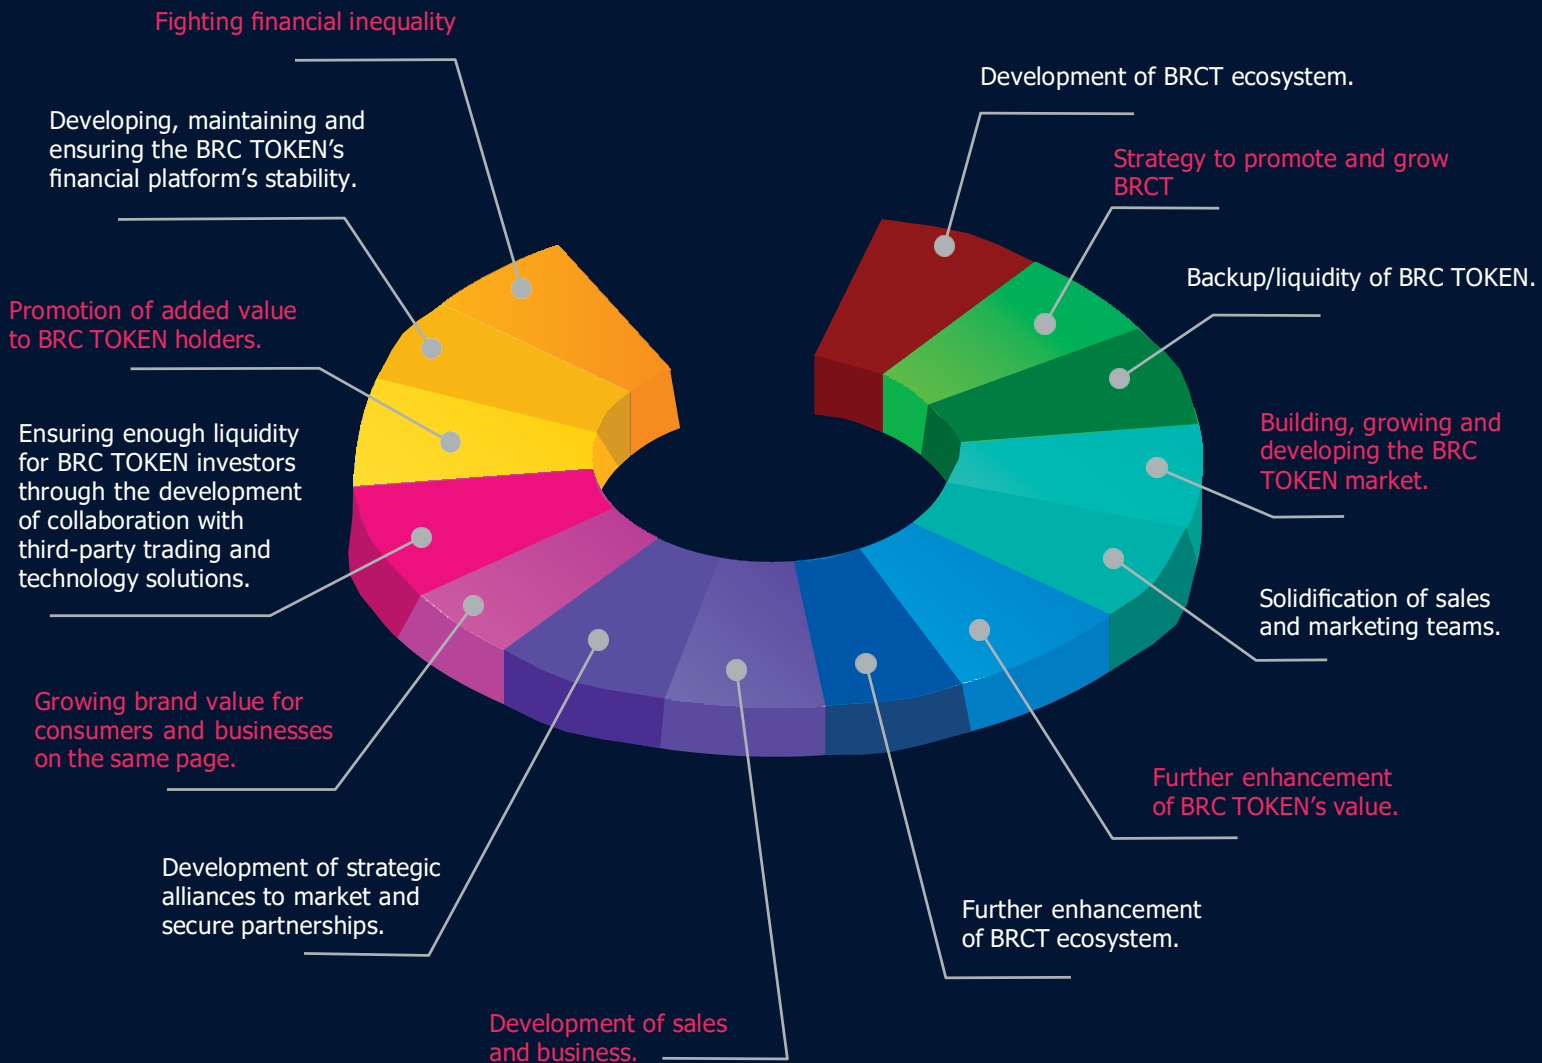 Fighting financial inequality
Development of BRCT ecosystem.
Developing, maintaining and
ensuring the BRC TOKEN’s
financial platform’s stability.
Strategy to promote and grow
BRCT
Backup/liquidity of BRC TOKEN.
Promotion of added value
to BRC TOKEN holders.
Building, growing and
developing the BRC
TOKEN market.
Ensuring enough liquidity
for BRC TOKEN investors
through the development
of collaboration with
third-party trading and
technology solutions.
Solidification of sales
and marketing teams.
Growing brand value for
consumers and businesses
on the same page.
Further enhancement
of BRC TOKEN’s value.
Development of strategic
alliances to market and
secure partnerships.
Further enhancement
of BRCT ecosystem.
Development of sales
and business.